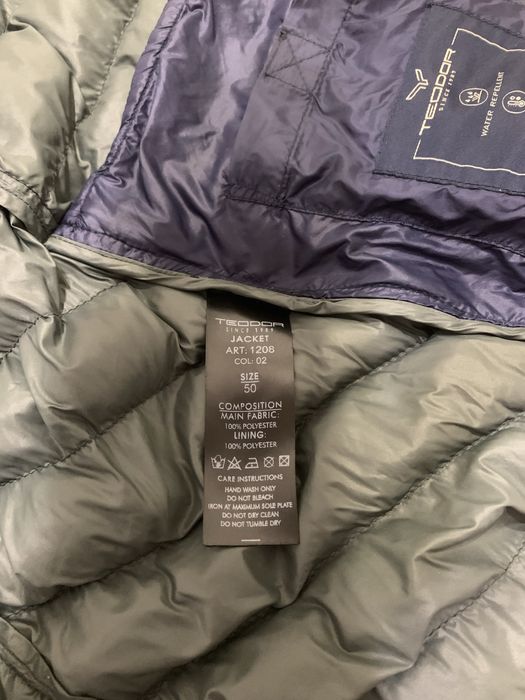 TEODOR
SINCE 1989
WATER REPELLENT
TEODOR
SINCE 1989
JACKET
ART: 1208
COL: 02
SIZE
50
COMPOSITION
MAIN FABRIC:
100% POLYESTER
LINING:
100% POLYESTER
CARE INSTRUCTIONS
HAND WASH ONLY
DO NOT BLEACH
IRON AT MAXIMUM SOLE PLATE
DO NOT DRY CLEAN
DO NOT TUMBLE DRY